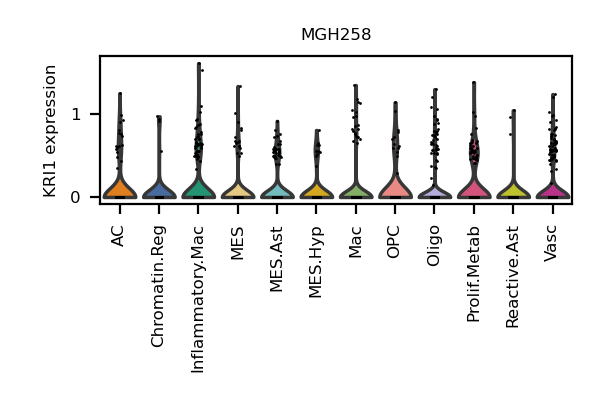 MGH258
KRI1 expression
1
0
AC
Chromatin.Reg
Inflammatory.Mac
MES
MES.Ast
MES.Hyp
Mac
OPC
Oligo
Prolif.Metab
Reactive.Ast
Vasc